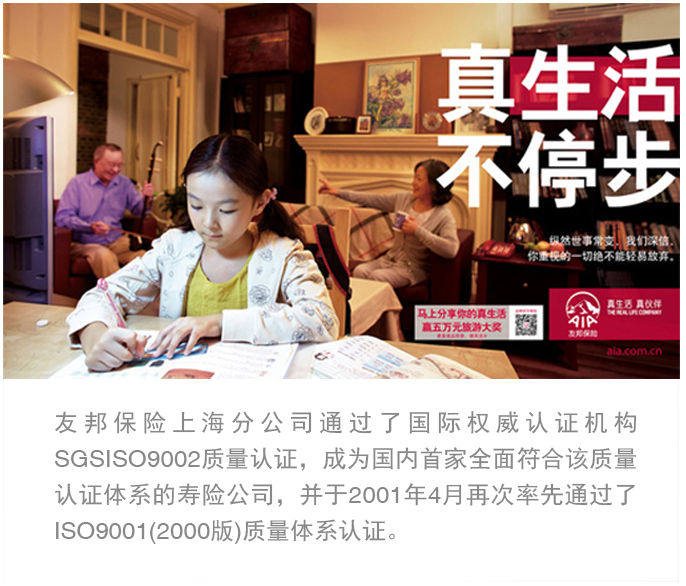 真生活
不停步
纵然世事常变，我们深信，
你重视的一切绝不能轻易放弃。
马上分享你的真生活
赢五万元旅游大奖
真生活 真伙伴
THE REAL LIFE COMPANY
AIA
友邦保险
aia.com.cn
友邦保险上海分公司通过了国际权威认证机构
SGSISO9002质量认证，成为国内首家全面符合该质量
认证体系的寿险公司，并于2001年4月再次率先通过了
ISO9001(2000版)质量体系认证。